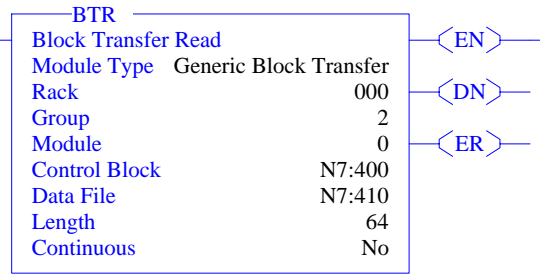 BTR
Block Transfer Read EN
Module Type Generic Block Transfer
Rack 000 DN
Group 2
Module 0 ER
Control Block N7:400
Data File N7:410
Length 64
Continuous No